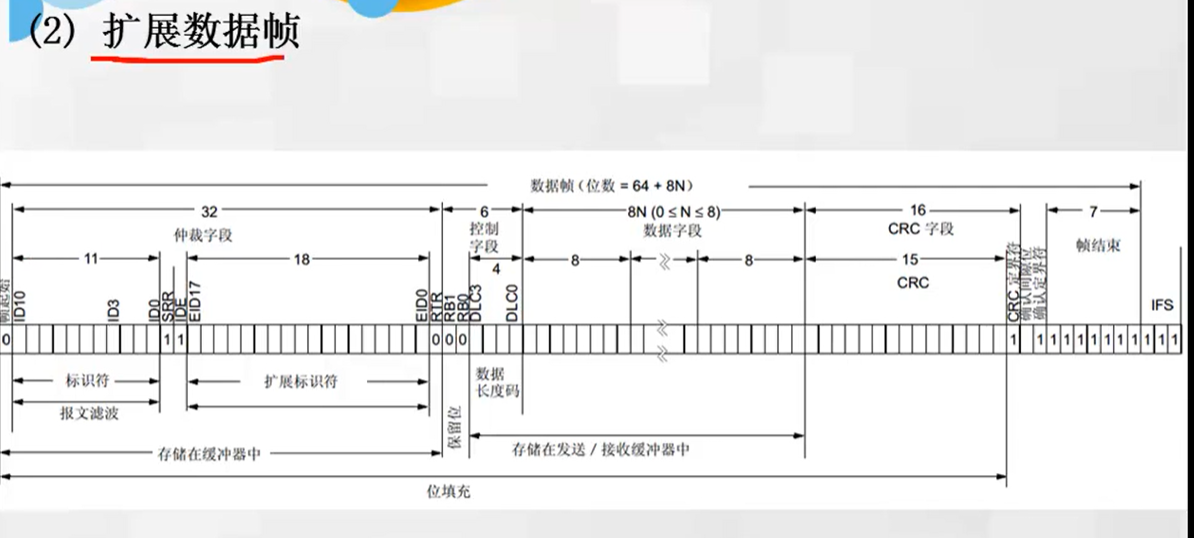 (2) 扩展数据帧
数据帧（位数 = 64 + 8N）
32
6
8N (0 ≤ N ≤ 8)
16
7
仲裁字段
控制
字段
数据字段
CRC 字段
帧结束
11
18
4
8
8
15
CRC
帧起始
ID10
ID3
ID0
SRR
IDE
EID17
EID0
RTR
RB1
RB0
DLC3
DLC0
CRC 定界符
确认间隙位
确认定界符
IFS
0 1 1 0 0 0 1 1 1 1 1 1 1 1 1 1 1 1
标识符
扩展标识符
数据
长度码
报文滤波
保留位
存储在缓冲器中
存储在发送 / 接收缓冲器中
位填充